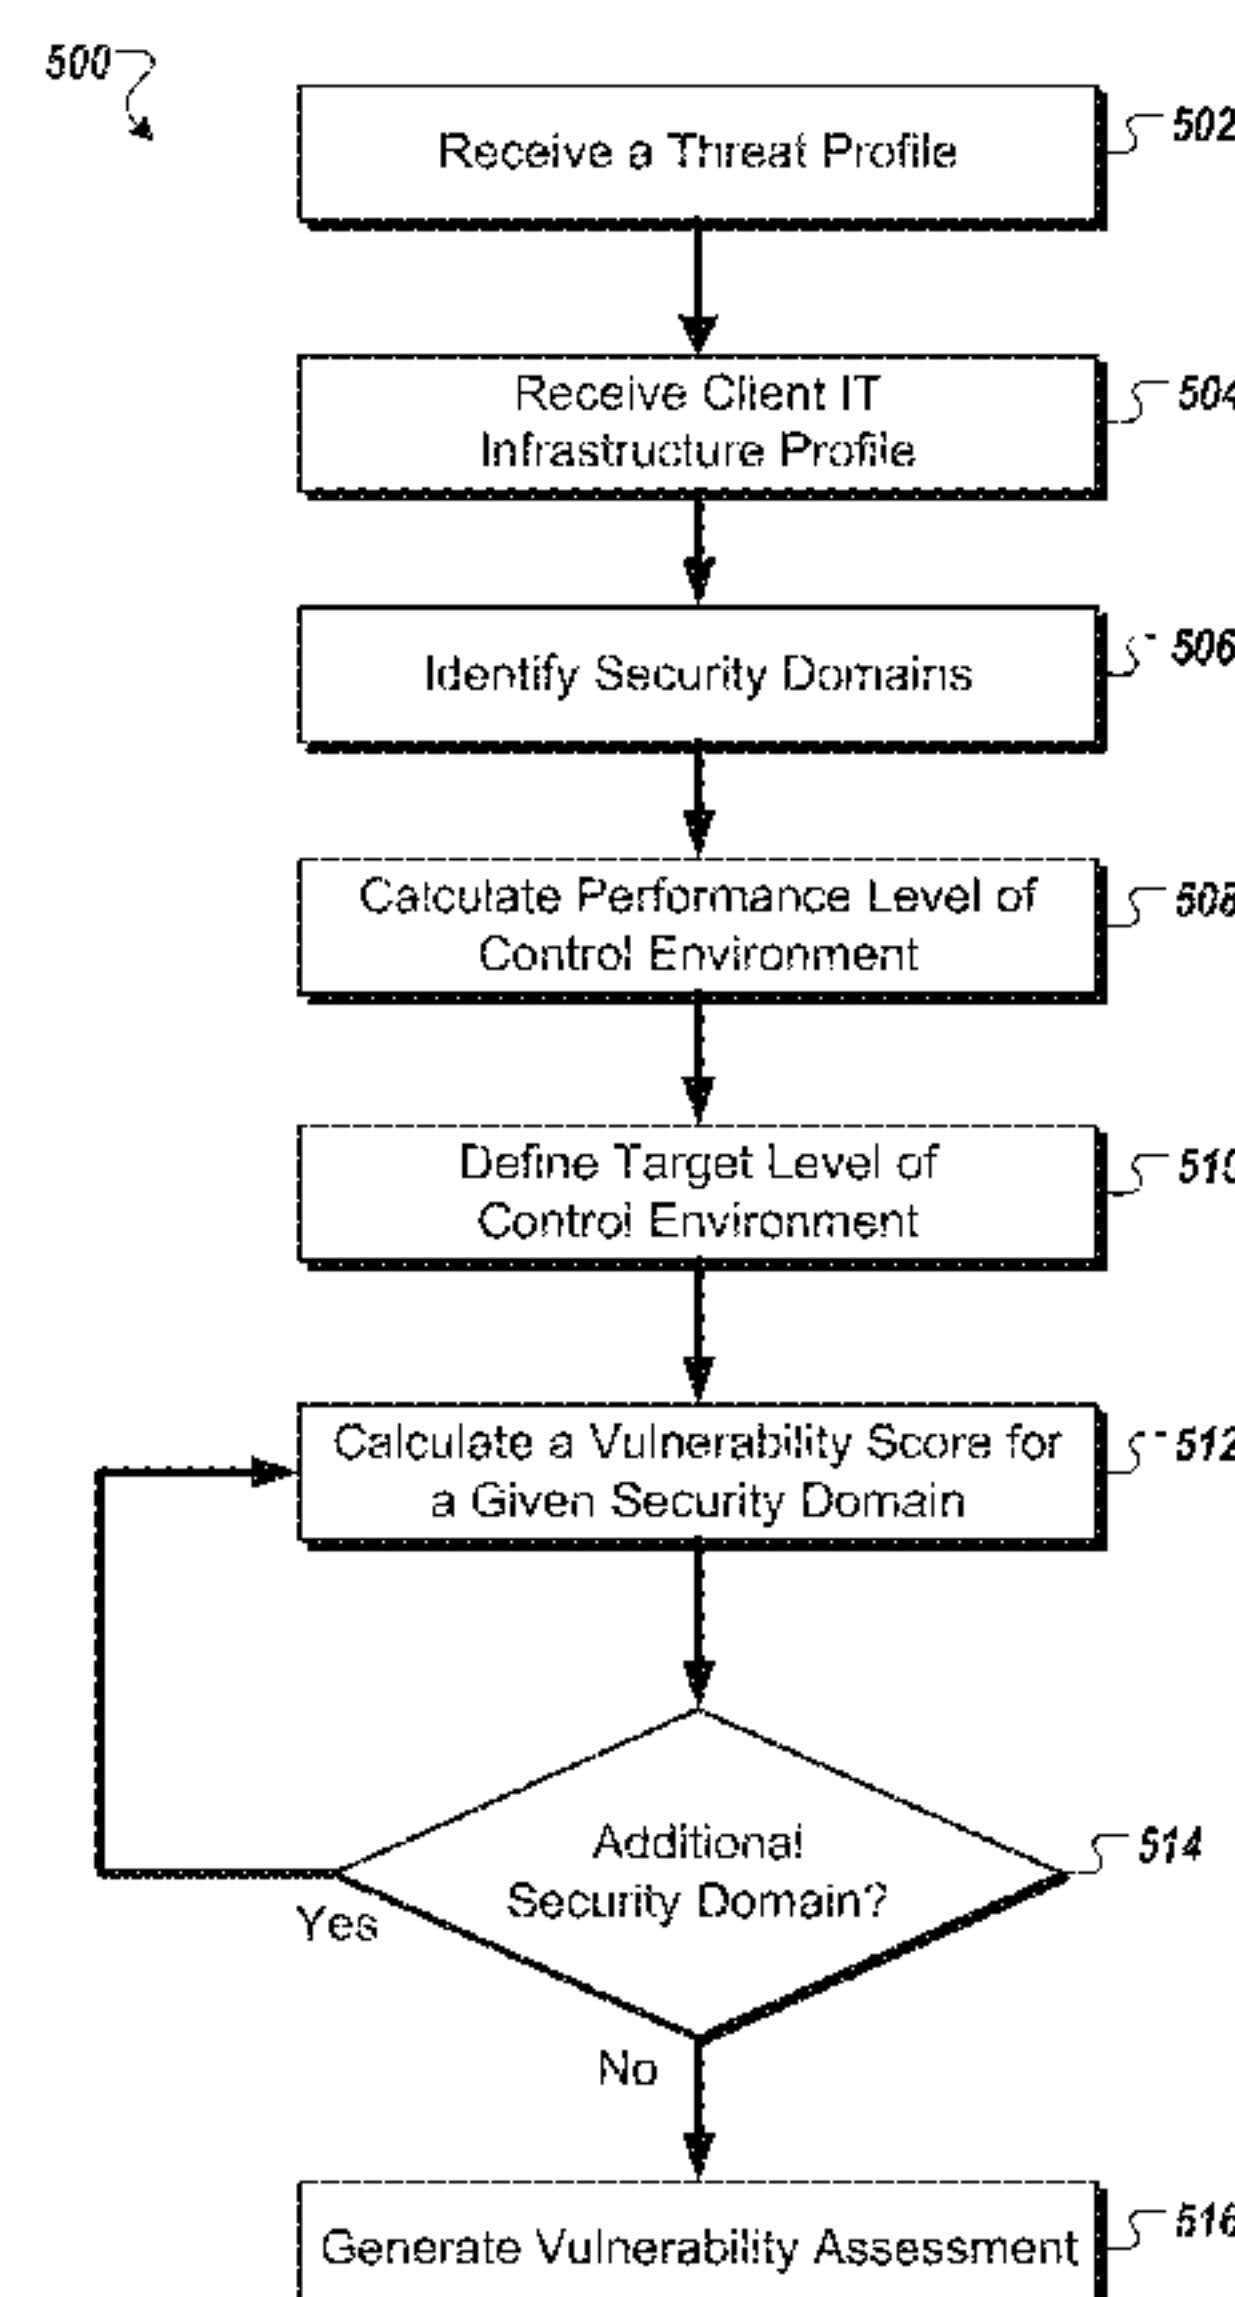 500
Receive a Threat Profile
502
Receive Client IT
Infrastructure Profile
504
Identify Security Domains
506
Calculate Performance Level of
Control Environment
508
Define Target Level of
Control Environment
510
Calculate a Vulnerability Score for
a Given Security Domain
512
Additional
Security Domain?
514
Yes
No
Generate Vulnerability Assessment
516